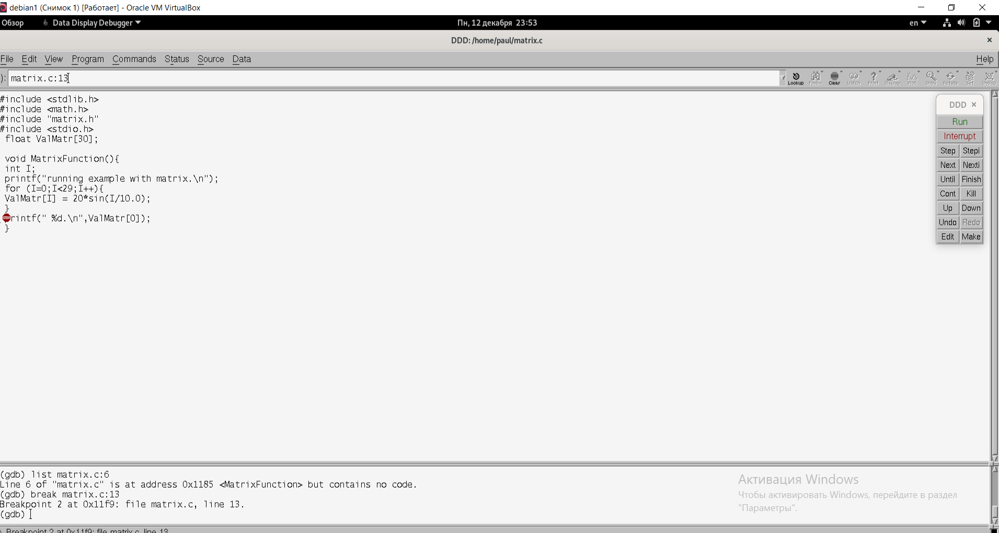 debian1 (Снимок 1) [Работает] - Oracle VM VirtualBox
Обзор Data Display Debugger Пн, 12 декабря 23:53 en
DDD: /home/paul/matrix.c
File Edit View Program Commands Status Source Data Help
): matrix.c:13 Lookup Find» Clear Watch Print Display Plot Show Rotate Set Undisp
#include <stdlib.h>
#include <math.h>
#include "matrix.h"
#include <stdio.h>
float ValMatr[30];
void MatrixFunction(){
int I;
printf("running example with matrix.\n");
for (I=0;I<29;I++){
ValMatr[I] = 20*sin(I/10.0);
}
STOP rintf(" %d.\n",ValMatr[0]);
}
DDD
Run
Interrupt
Step Stepi
Next Nexti
Until Finish
Cont Kill
Up Down
Undo Redo
Edit Make
(gdb) list matrix.c:6
Line 6 of "matrix.c" is at address 0x1185 <MatrixFunction> but contains no code.
(gdb) break matrix.c:13
Breakpoint 2 at 0x11f9: file matrix.c, line 13.
(gdb)
Активация Windows
Чтобы активировать Windows, перейдите в раздел
"Параметры".
Breakpoint 2 at 0x11f9: file matrix.c, line 13.